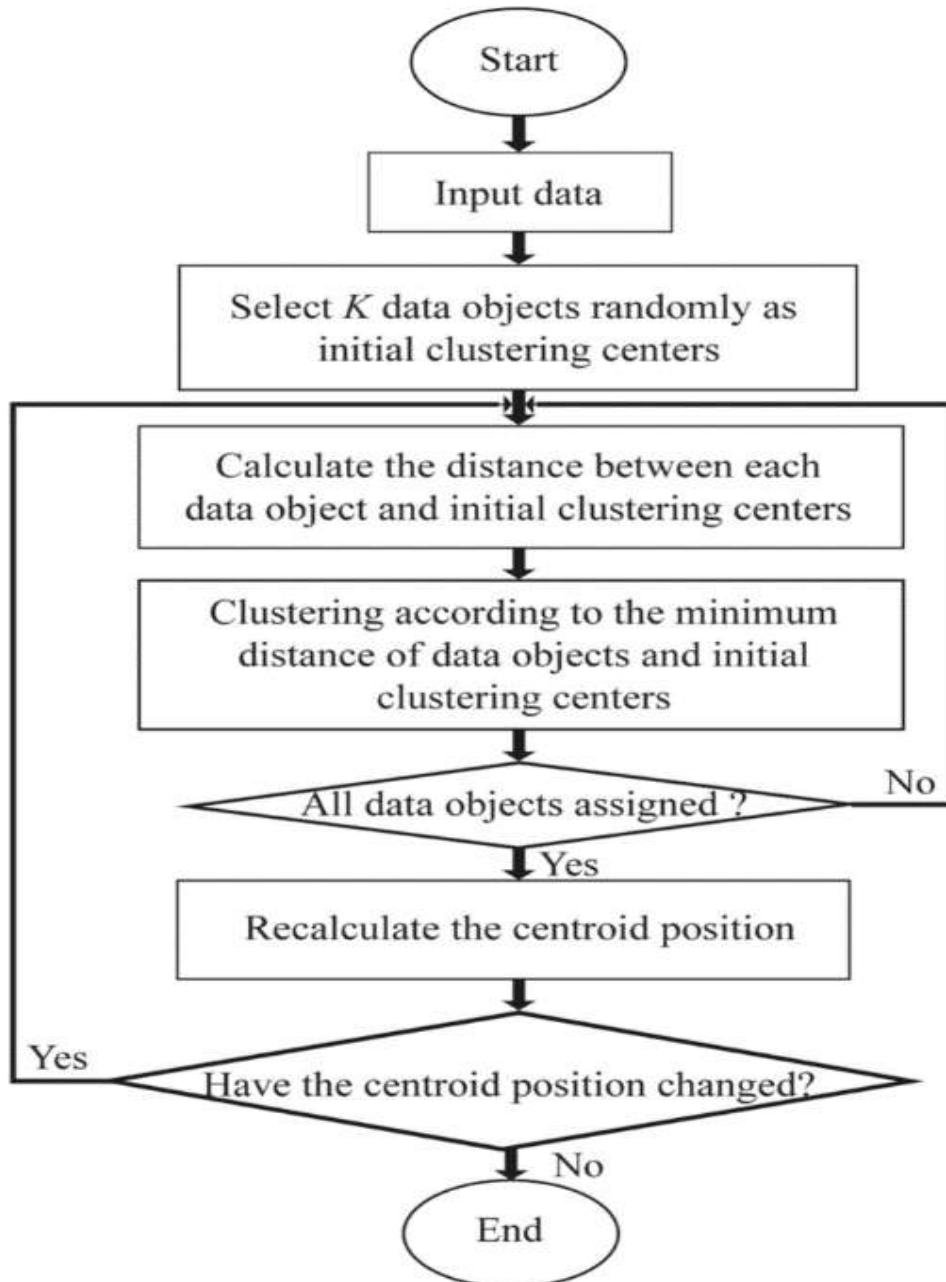 Start
Input data
Select K data objects randomly as
initial clustering centers
Calculate the distance between each
data object and initial clustering centers
Clustering according to the minimum
distance of data objects and initial
clustering centers
All data objects assigned ?
No
Yes
Recalculate the centroid position
Yes
Have the centroid position changed?
No
End